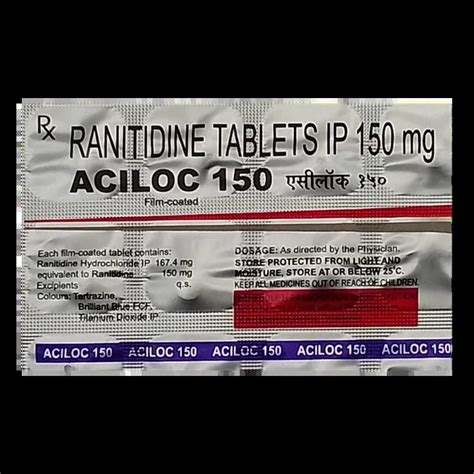 Rx RANITIDINE TABLETS IP 150 mg
ACILOC 150 एसीलॉक १५०
Film-coated
Each film-coated tablet contains:
Ranitidine Hydrochloride IP 167.4 mg
equivalent to Ranitidine 150 mg
Excipients q.s.
Colours: Tartrazine,
Brilliant Blue FCF,
Titanium Dioxide IP
DOSAGE: As directed by the Physician.
STORE PROTECTED FROM LIGHT AND
MOISTURE, STORE AT OR BELOW 25°C.
KEEP ALL MEDICINES OUT OF REACH OF CHILDREN.
ACILOC 150 ACILOC 150 ACILOC 150 ACILOC 150 ACILOC 150